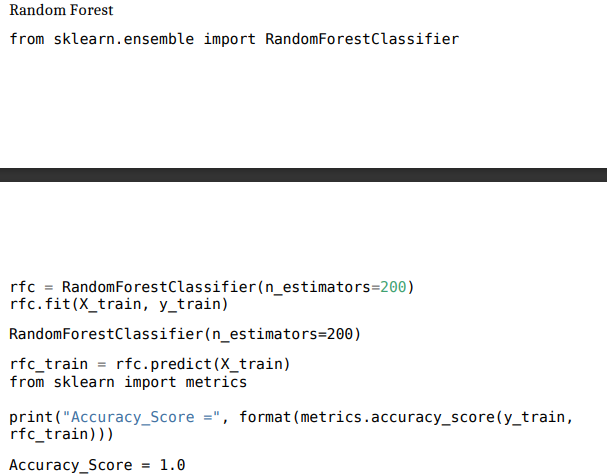 Random Forest
from sklearn.ensemble import RandomForestClassifier
rfc = RandomForestClassifier(n_estimators=200)
rfc.fit(X_train, y_train)
RandomForestClassifier(n_estimators=200)
rfc_train = rfc.predict(X_train)
from sklearn import metrics
print("Accuracy_Score =", format(metrics.accuracy_score(y_train,
rfc_train)))
Accuracy_Score = 1.0